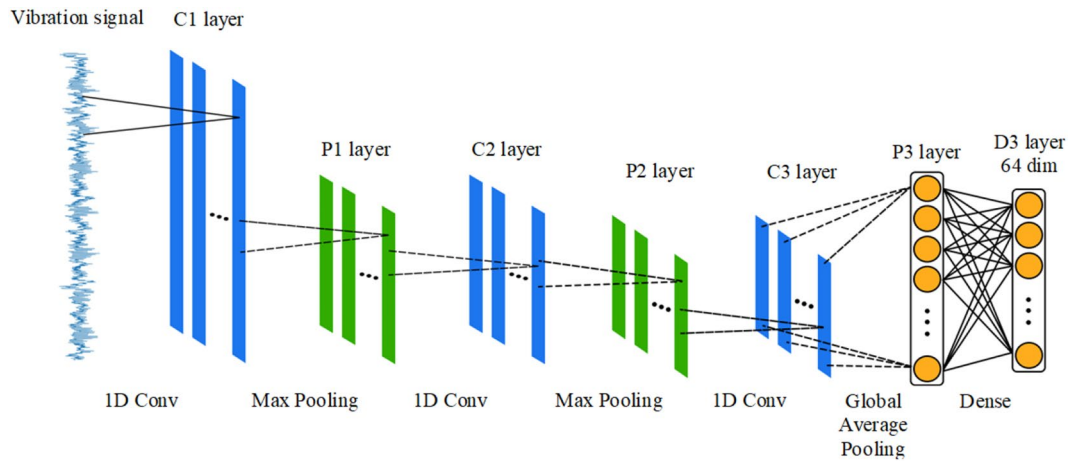 Vibration signal
C1 layer
P1 layer
C2 layer
P2 layer
C3 layer
P3 layer
D3 layer
64 dim
1D Conv
Max Pooling
1D Conv
Max Pooling
1D Conv
Global
Average
Pooling
Dense